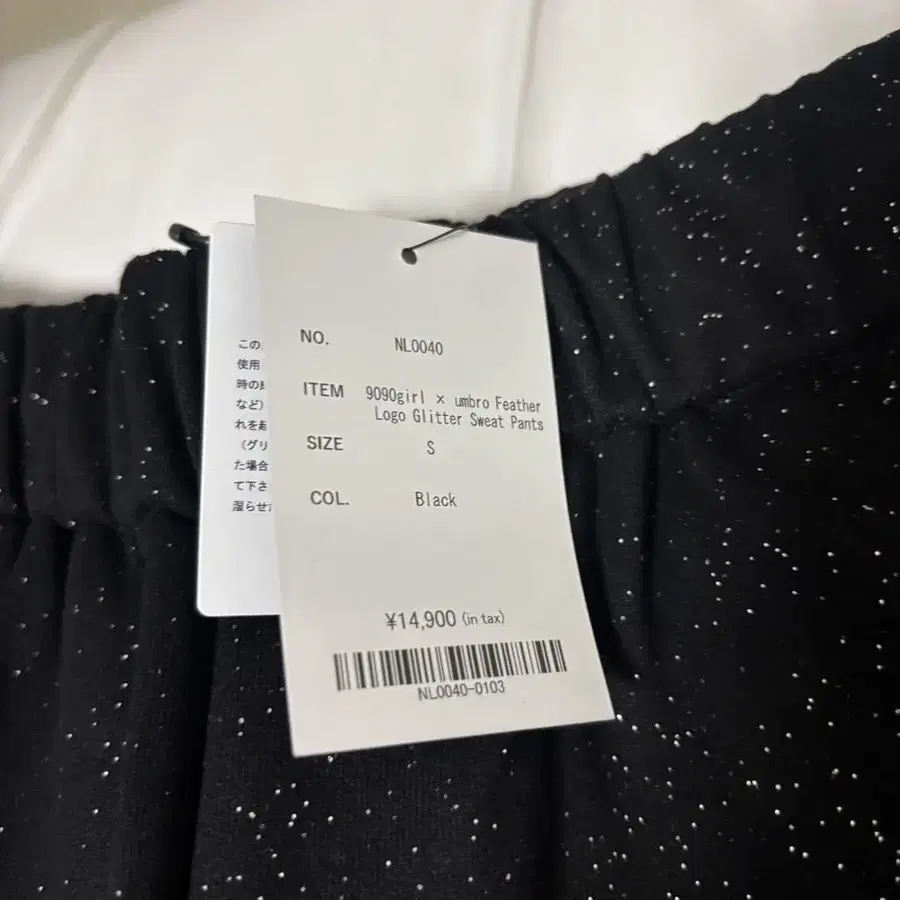 NO. NL0040
ITEM 9090girl × umbro Feather
Logo Glitter Sweat Pants
SIZE S
COL. Black
¥14,900 (in tax)
NL0040-0103
この
使用
時の
など）
れを
（グリ
た場合
て下さ
湿らせ